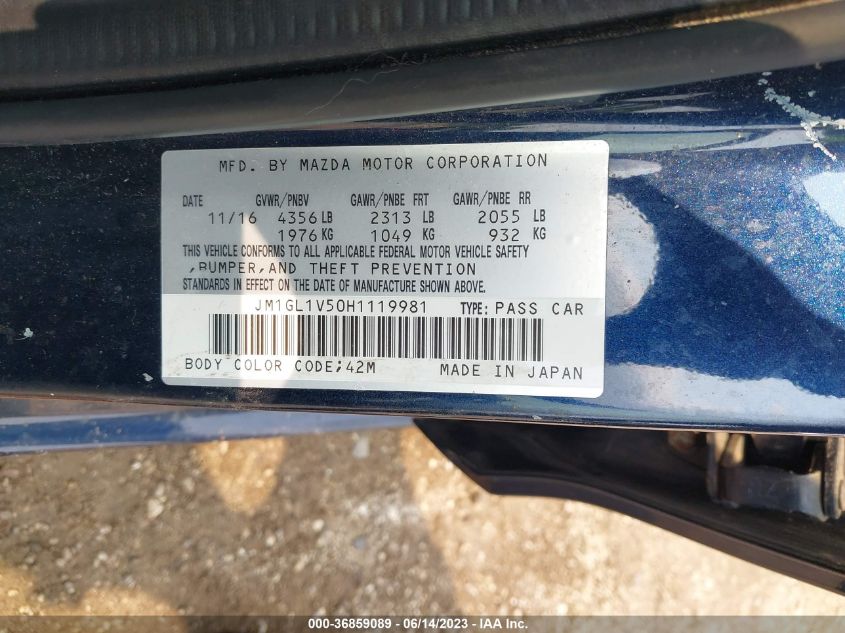 MFD. BY MAZDA MOTOR CORPORATION
DATE GVWR/PNBV GAWR/PNBE FRT GAWR/PNBE RR
11/16 4356 LB 2313 LB 2055 LB
1976 KG 1049 KG 932 KG
THIS VEHICLE CONFORMS TO ALL APPLICABLE FEDERAL MOTOR VEHICLE SAFETY
,BUMPER,AND THEFT PREVENTION
STANDARDS IN EFFECT ON THE DATE OF MANUFACTURE SHOWN ABOVE.
JM1GL1V50H1119981 TYPE: PASS CAR
BODY COLOR CODE;42M MADE IN JAPAN
000-36859089 - 06/14/2023 - IAA Inc.